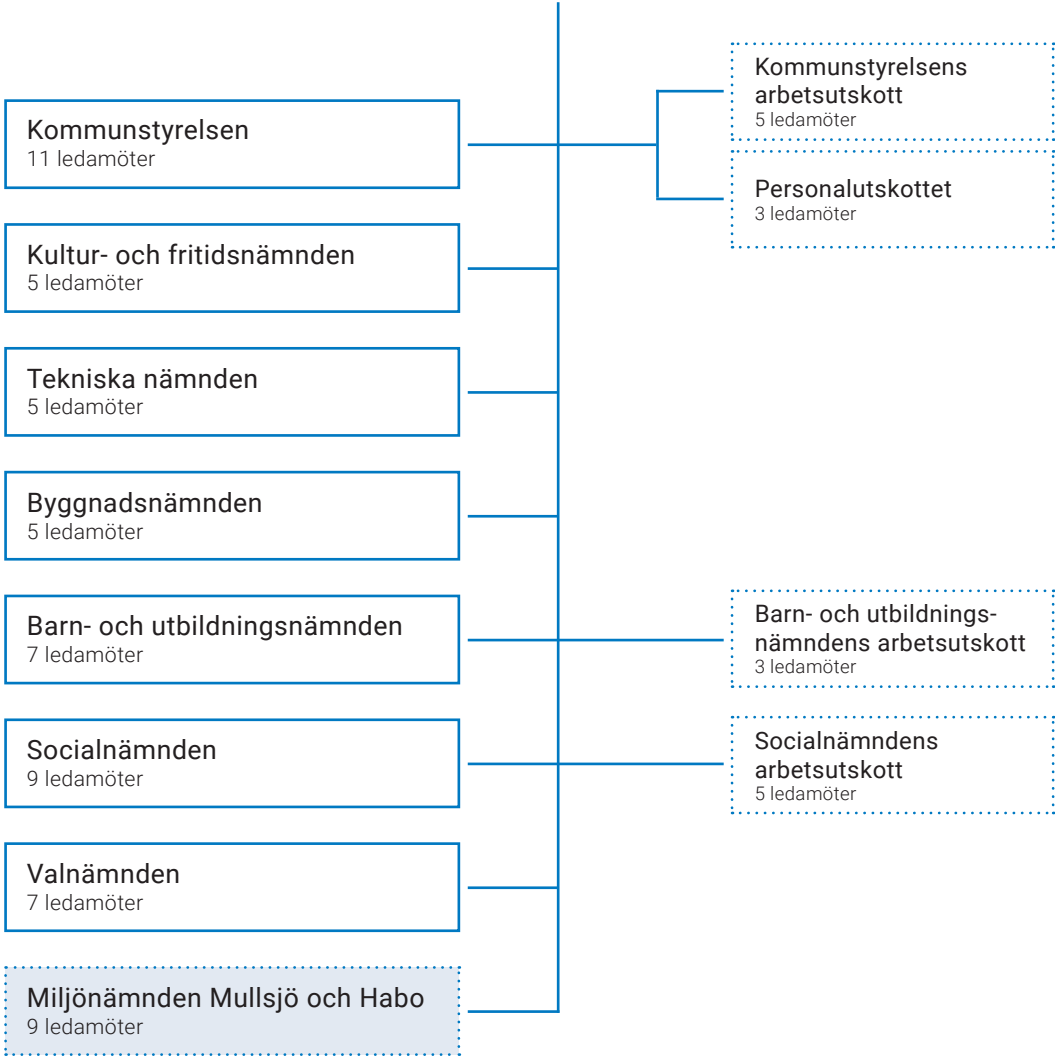 Kommunstyrelsen
11 ledamöter
Kommunstyrelsens
arbetsutskott
5 ledamöter
Personalutskottet
3 ledamöter
Kultur- och fritidsnämnden
5 ledamöter
Tekniska nämnden
5 ledamöter
Byggnadsnämnden
5 ledamöter
Barn- och utbildningsnämnden
7 ledamöter
Barn- och utbildnings-
nämndens arbetsutskott
3 ledamöter
Socialnämnden
9 ledamöter
Socialnämndens
arbetsutskott
5 ledamöter
Valnämnden
7 ledamöter
Miljönämnden Mullsjö och Habo
9 ledamöter